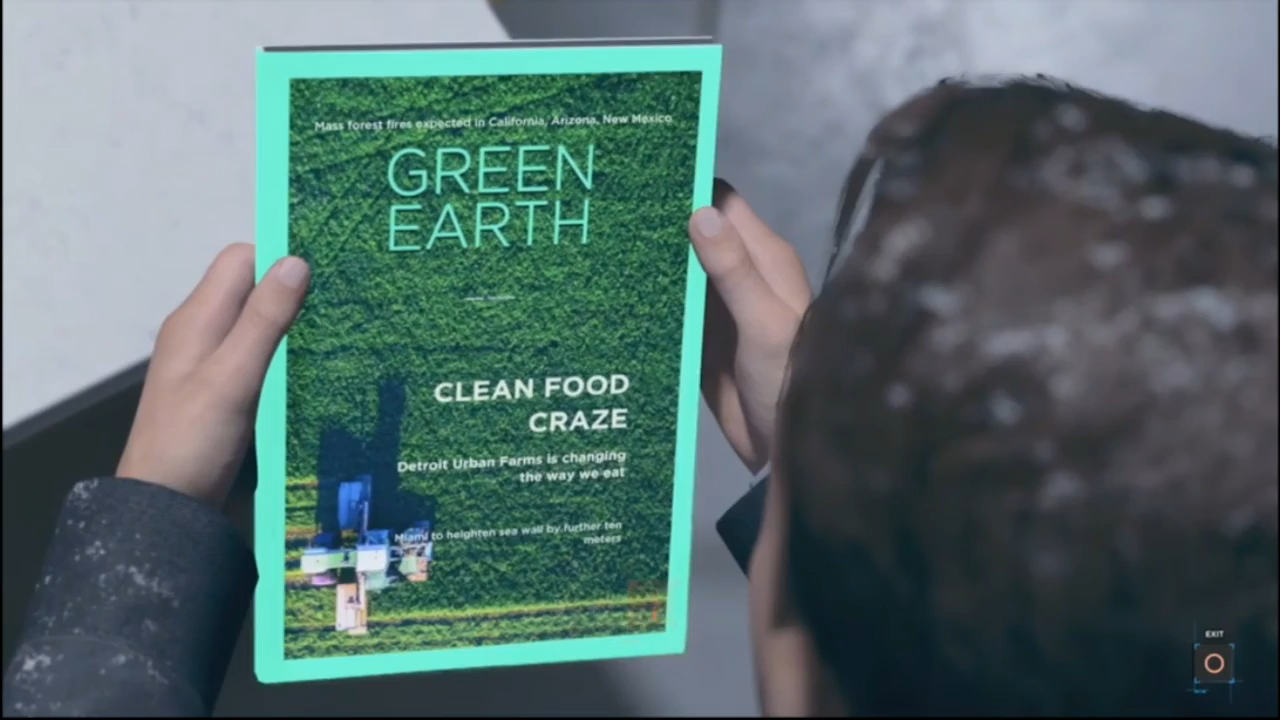 Mass forest fires expected in California, Arizona, New Mexico
GREEN
EARTH
CLEAN FOOD
CRAZE
Detroit Urban Farms is changing
the way we eat
Miami to heighten sea wall by further ten
meters
EXIT